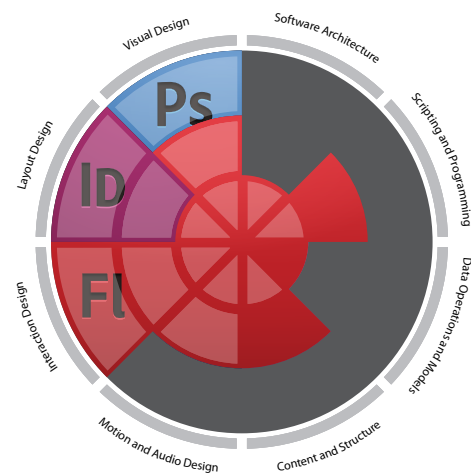 Visual Design
Software Architecture
Scripting and Programming
Data Operations and Models
Content and Structure
Motion and Audio Design
Interaction Design
Layout Design
Ps
ID
Fl